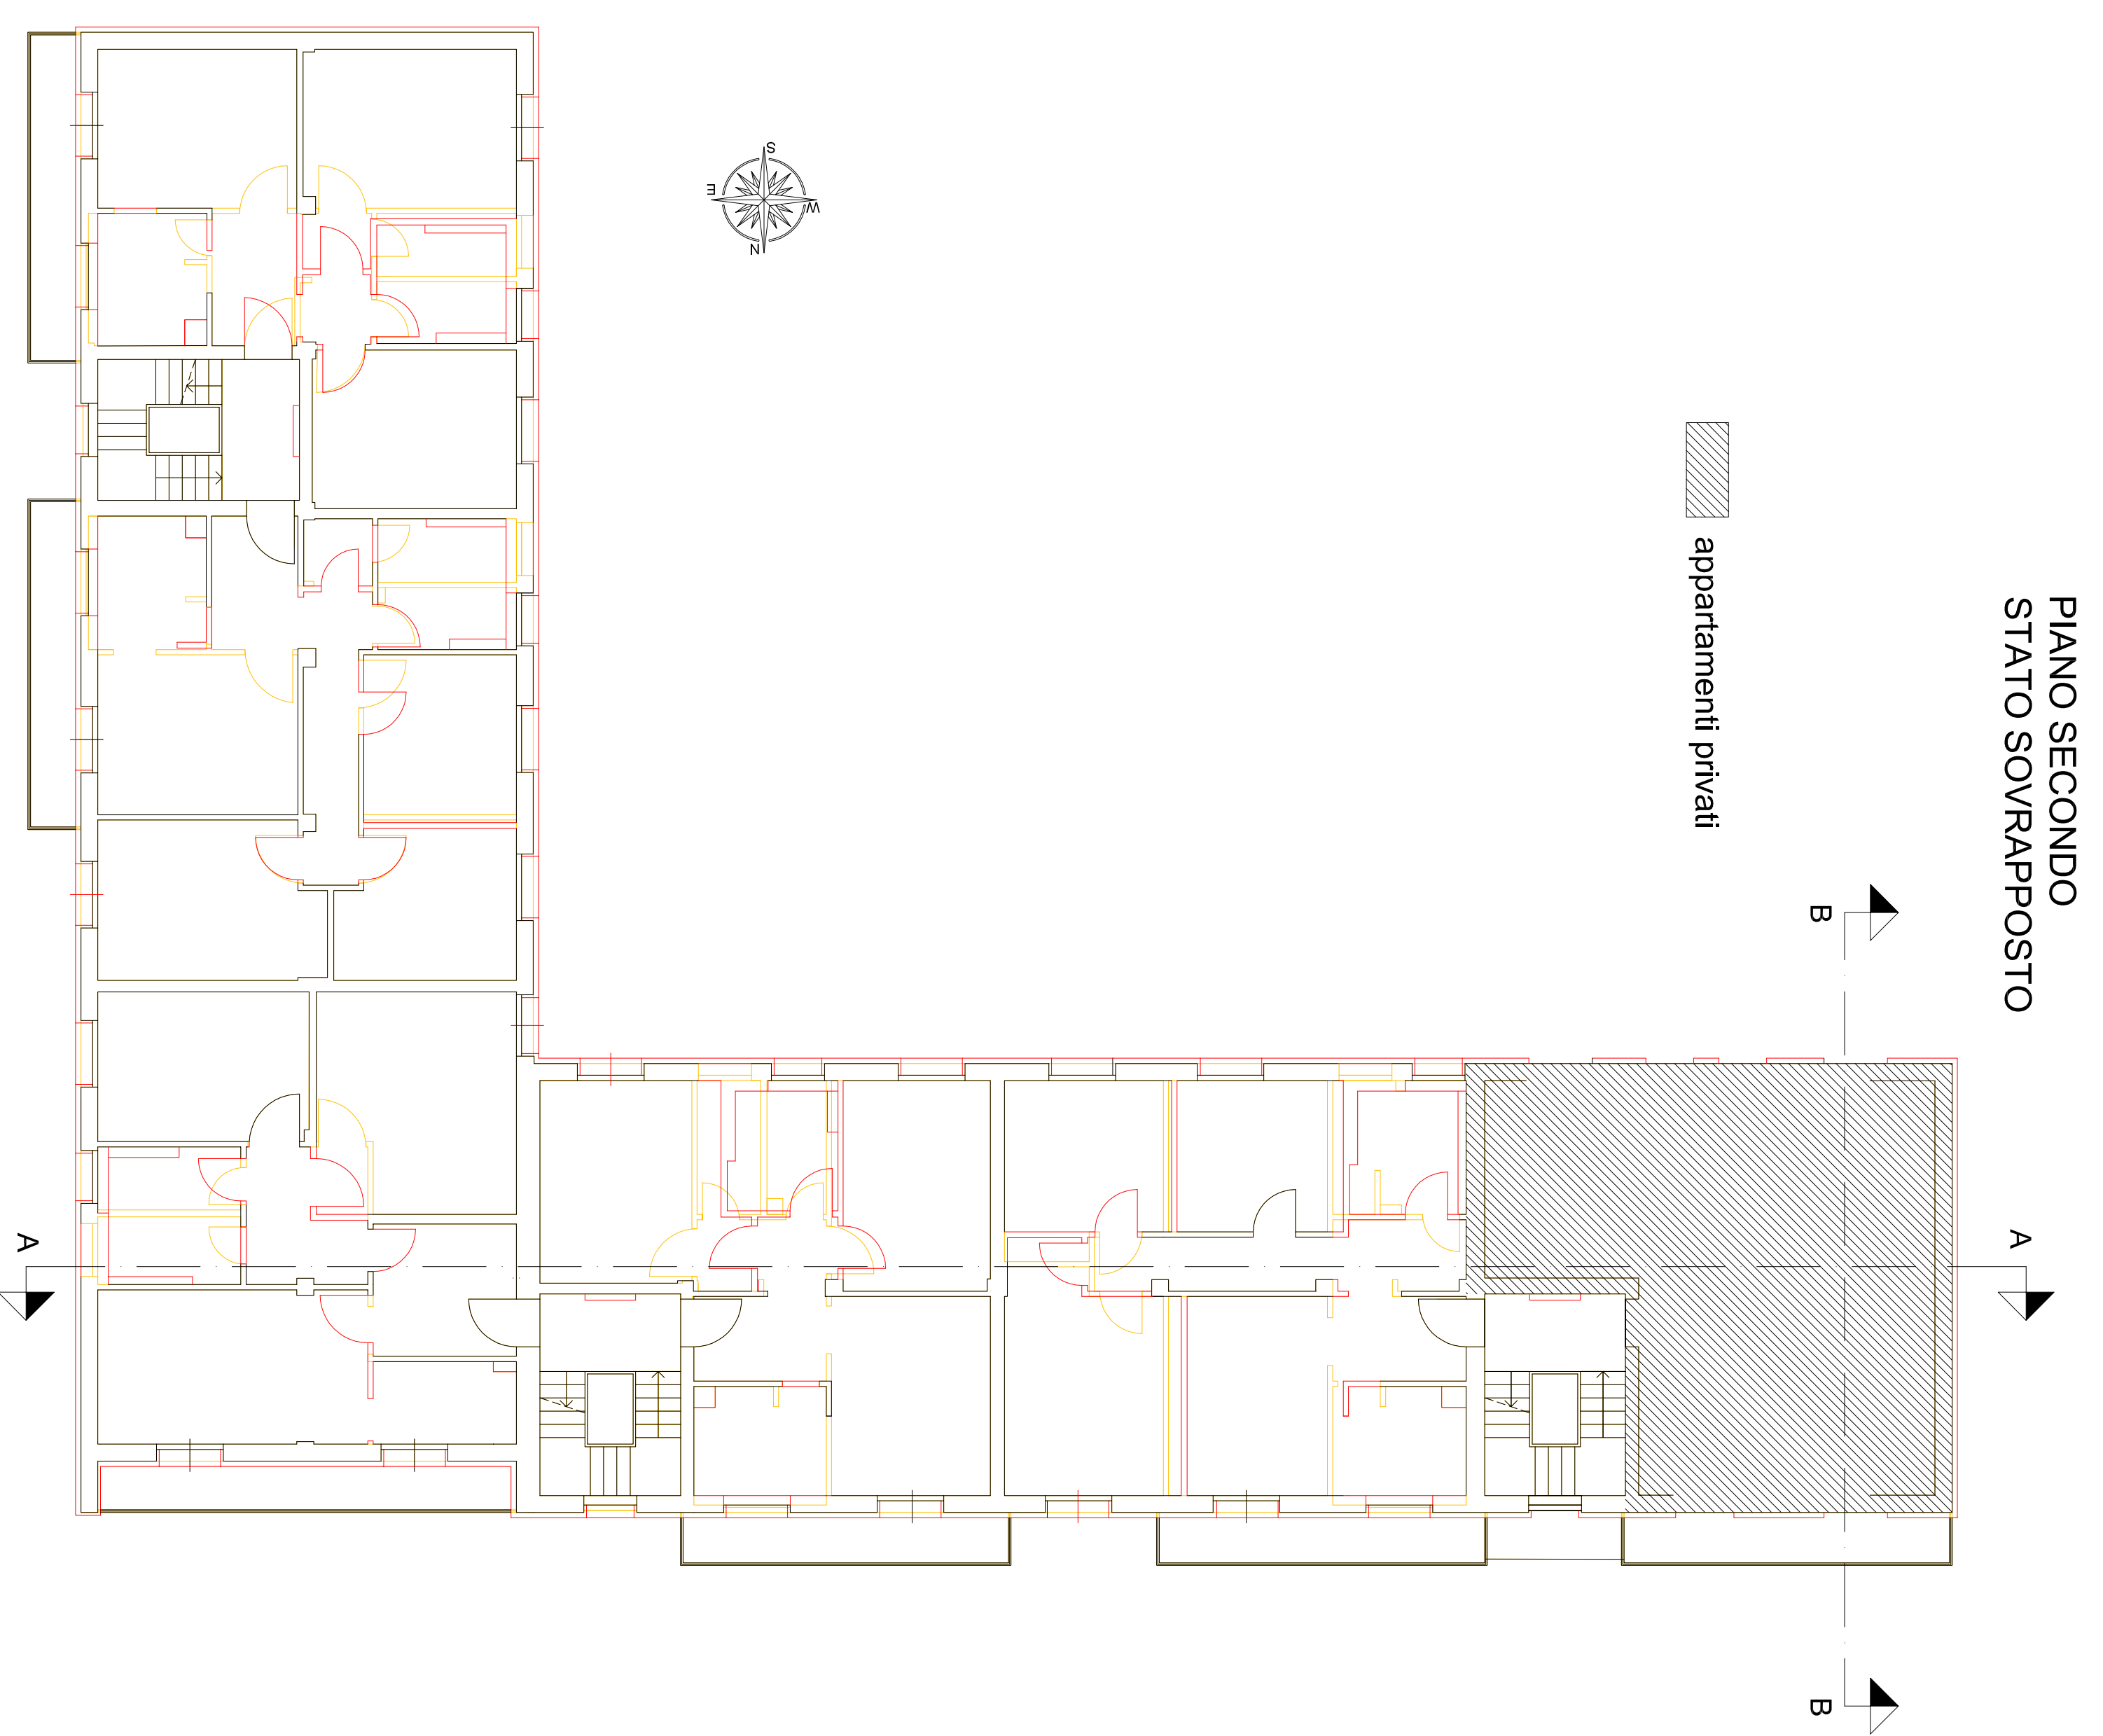 PIANO SECONDO
STATO SOVRAPPOSTO
appartamenti privati
S
E
W
N
B
B
A
A